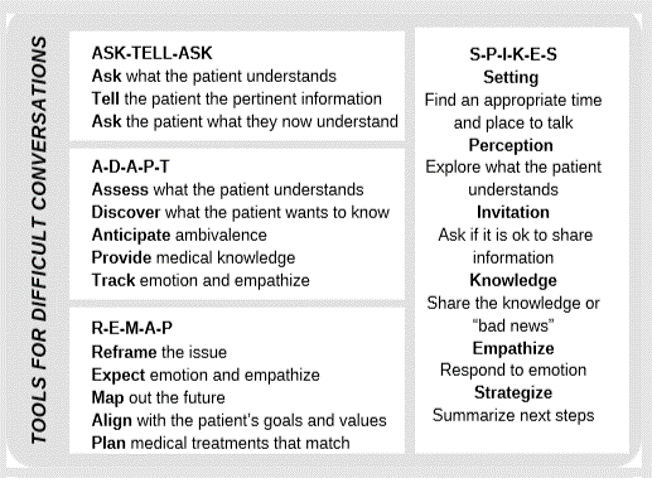 TOOLS FOR DIFFICULT CONVERSATIONS
ASK-TELL-ASK
Ask what the patient understands
Tell the patient the pertinent information
Ask the patient what they now understand
A-D-A-P-T
Assess what the patient understands
Discover what the patient wants to know
Anticipate ambivalence
Provide medical knowledge
Track emotion and empathize
R-E-M-A-P
Reframe the issue
Expect emotion and empathize
Map out the future
Align with the patient's goals and values
Plan medical treatments that match
S-P-I-K-E-S
Setting
Find an appropriate time
and place to talk
Perception
Explore what the patient
understands
Invitation
Ask if it is ok to share
information
Knowledge
Share the knowledge or
“bad news”
Empathize
Respond to emotion
Strategize
Summarize next steps